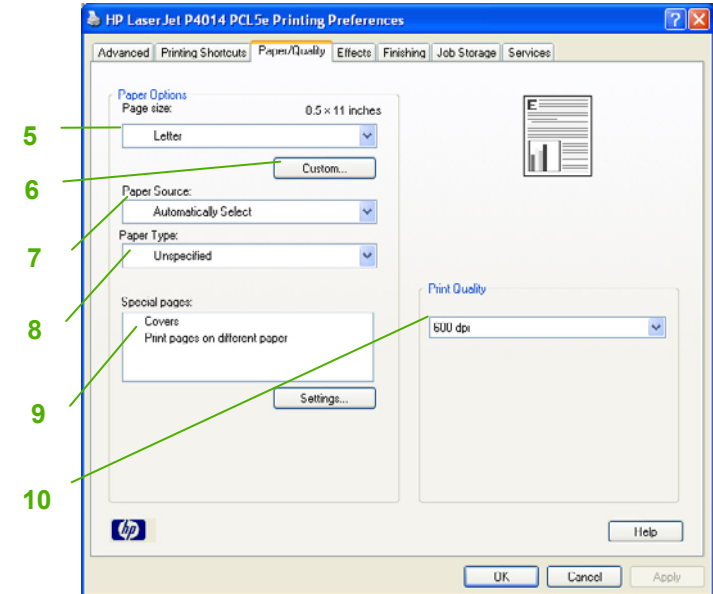 HP LaserJet P4014 PCL5e Printing Preferences
Advanced Printing Shortcuts Paper/Quality Effects Finishing Job Storage Services
Paper Options
Page size: 8.5 × 11 inches
5 Letter
6 Custom...
Paper Source:
Automatically Select
7 Paper Type:
Unspecified
8 Special pages:
Covers
Print pages on different paper
9 Settings...
10
E
Print Quality
600 dpi
hp
Help
OK Cancel Apply